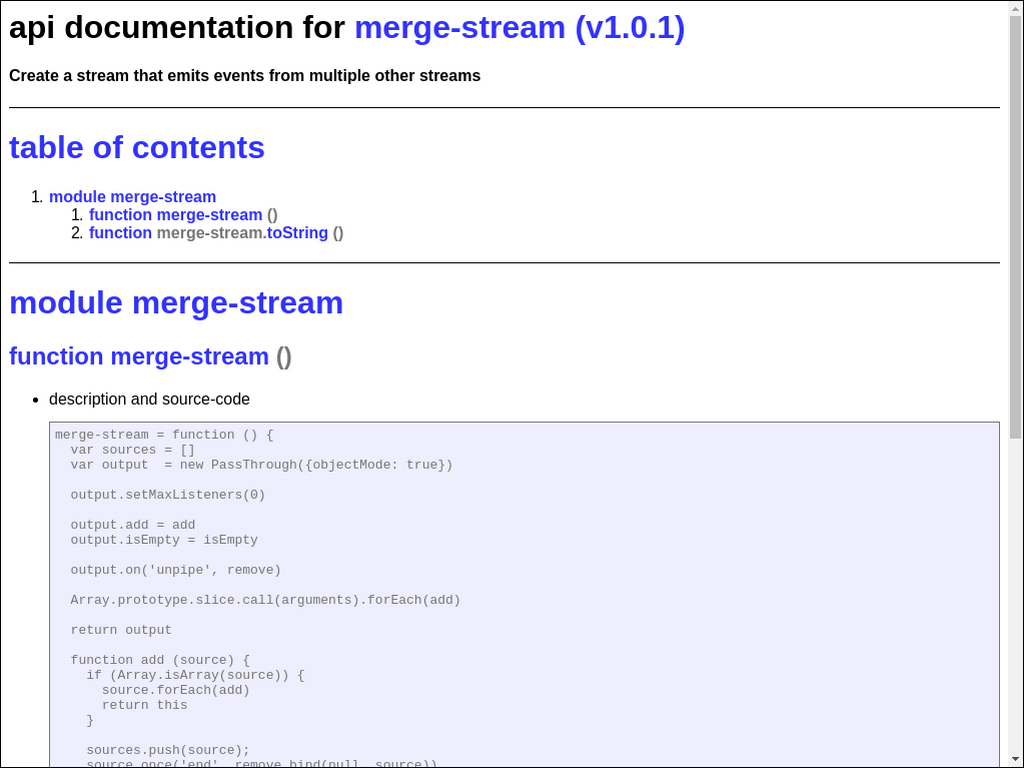 api documentation for merge-stream (v1.0.1)
Create a stream that emits events from multiple other streams
table of contents
1. module merge-stream
1. function merge-stream ()
2. function merge-stream.toString ()
module merge-stream
function merge-stream ()
• description and source-code
merge-stream = function () {
  var sources = []
  var output  = new PassThrough({objectMode: true})
  output.setMaxListeners(0)
  output.add = add
  output.isEmpty = isEmpty
  output.on('unpipe', remove)
  Array.prototype.slice.call(arguments).forEach(add)
  return output
  function add (source) {
    if (Array.isArray(source)) {
      source.forEach(add)
      return this
    }
    sources.push(source);
    source.once('end', remove.bind(null, source))